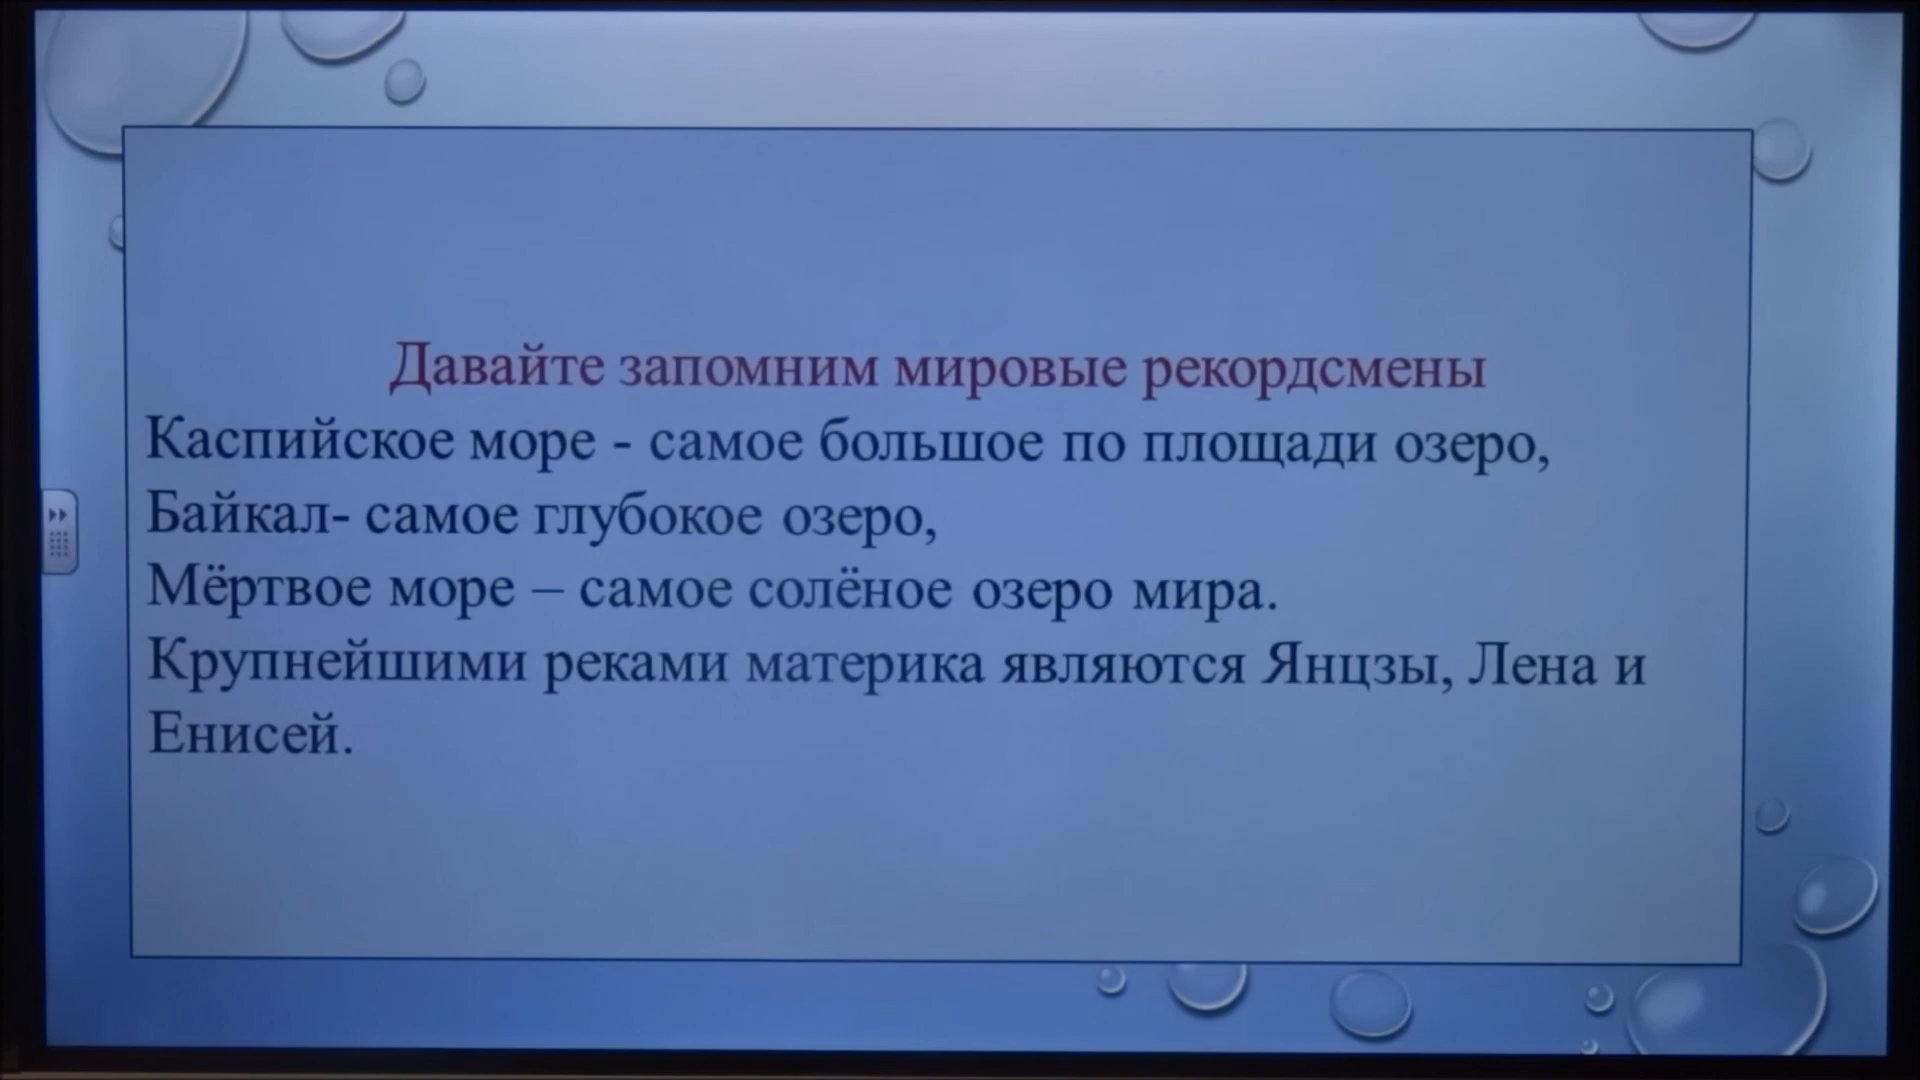 Давайте запомним мировые рекордсмены
Каспийское море - самое большое по площади озеро,
Байкал- самое глубокое озеро,
Мёртвое море – самое солёное озеро мира.
Крупнейшими реками материка являются Янцзы, Лена и
Енисей.